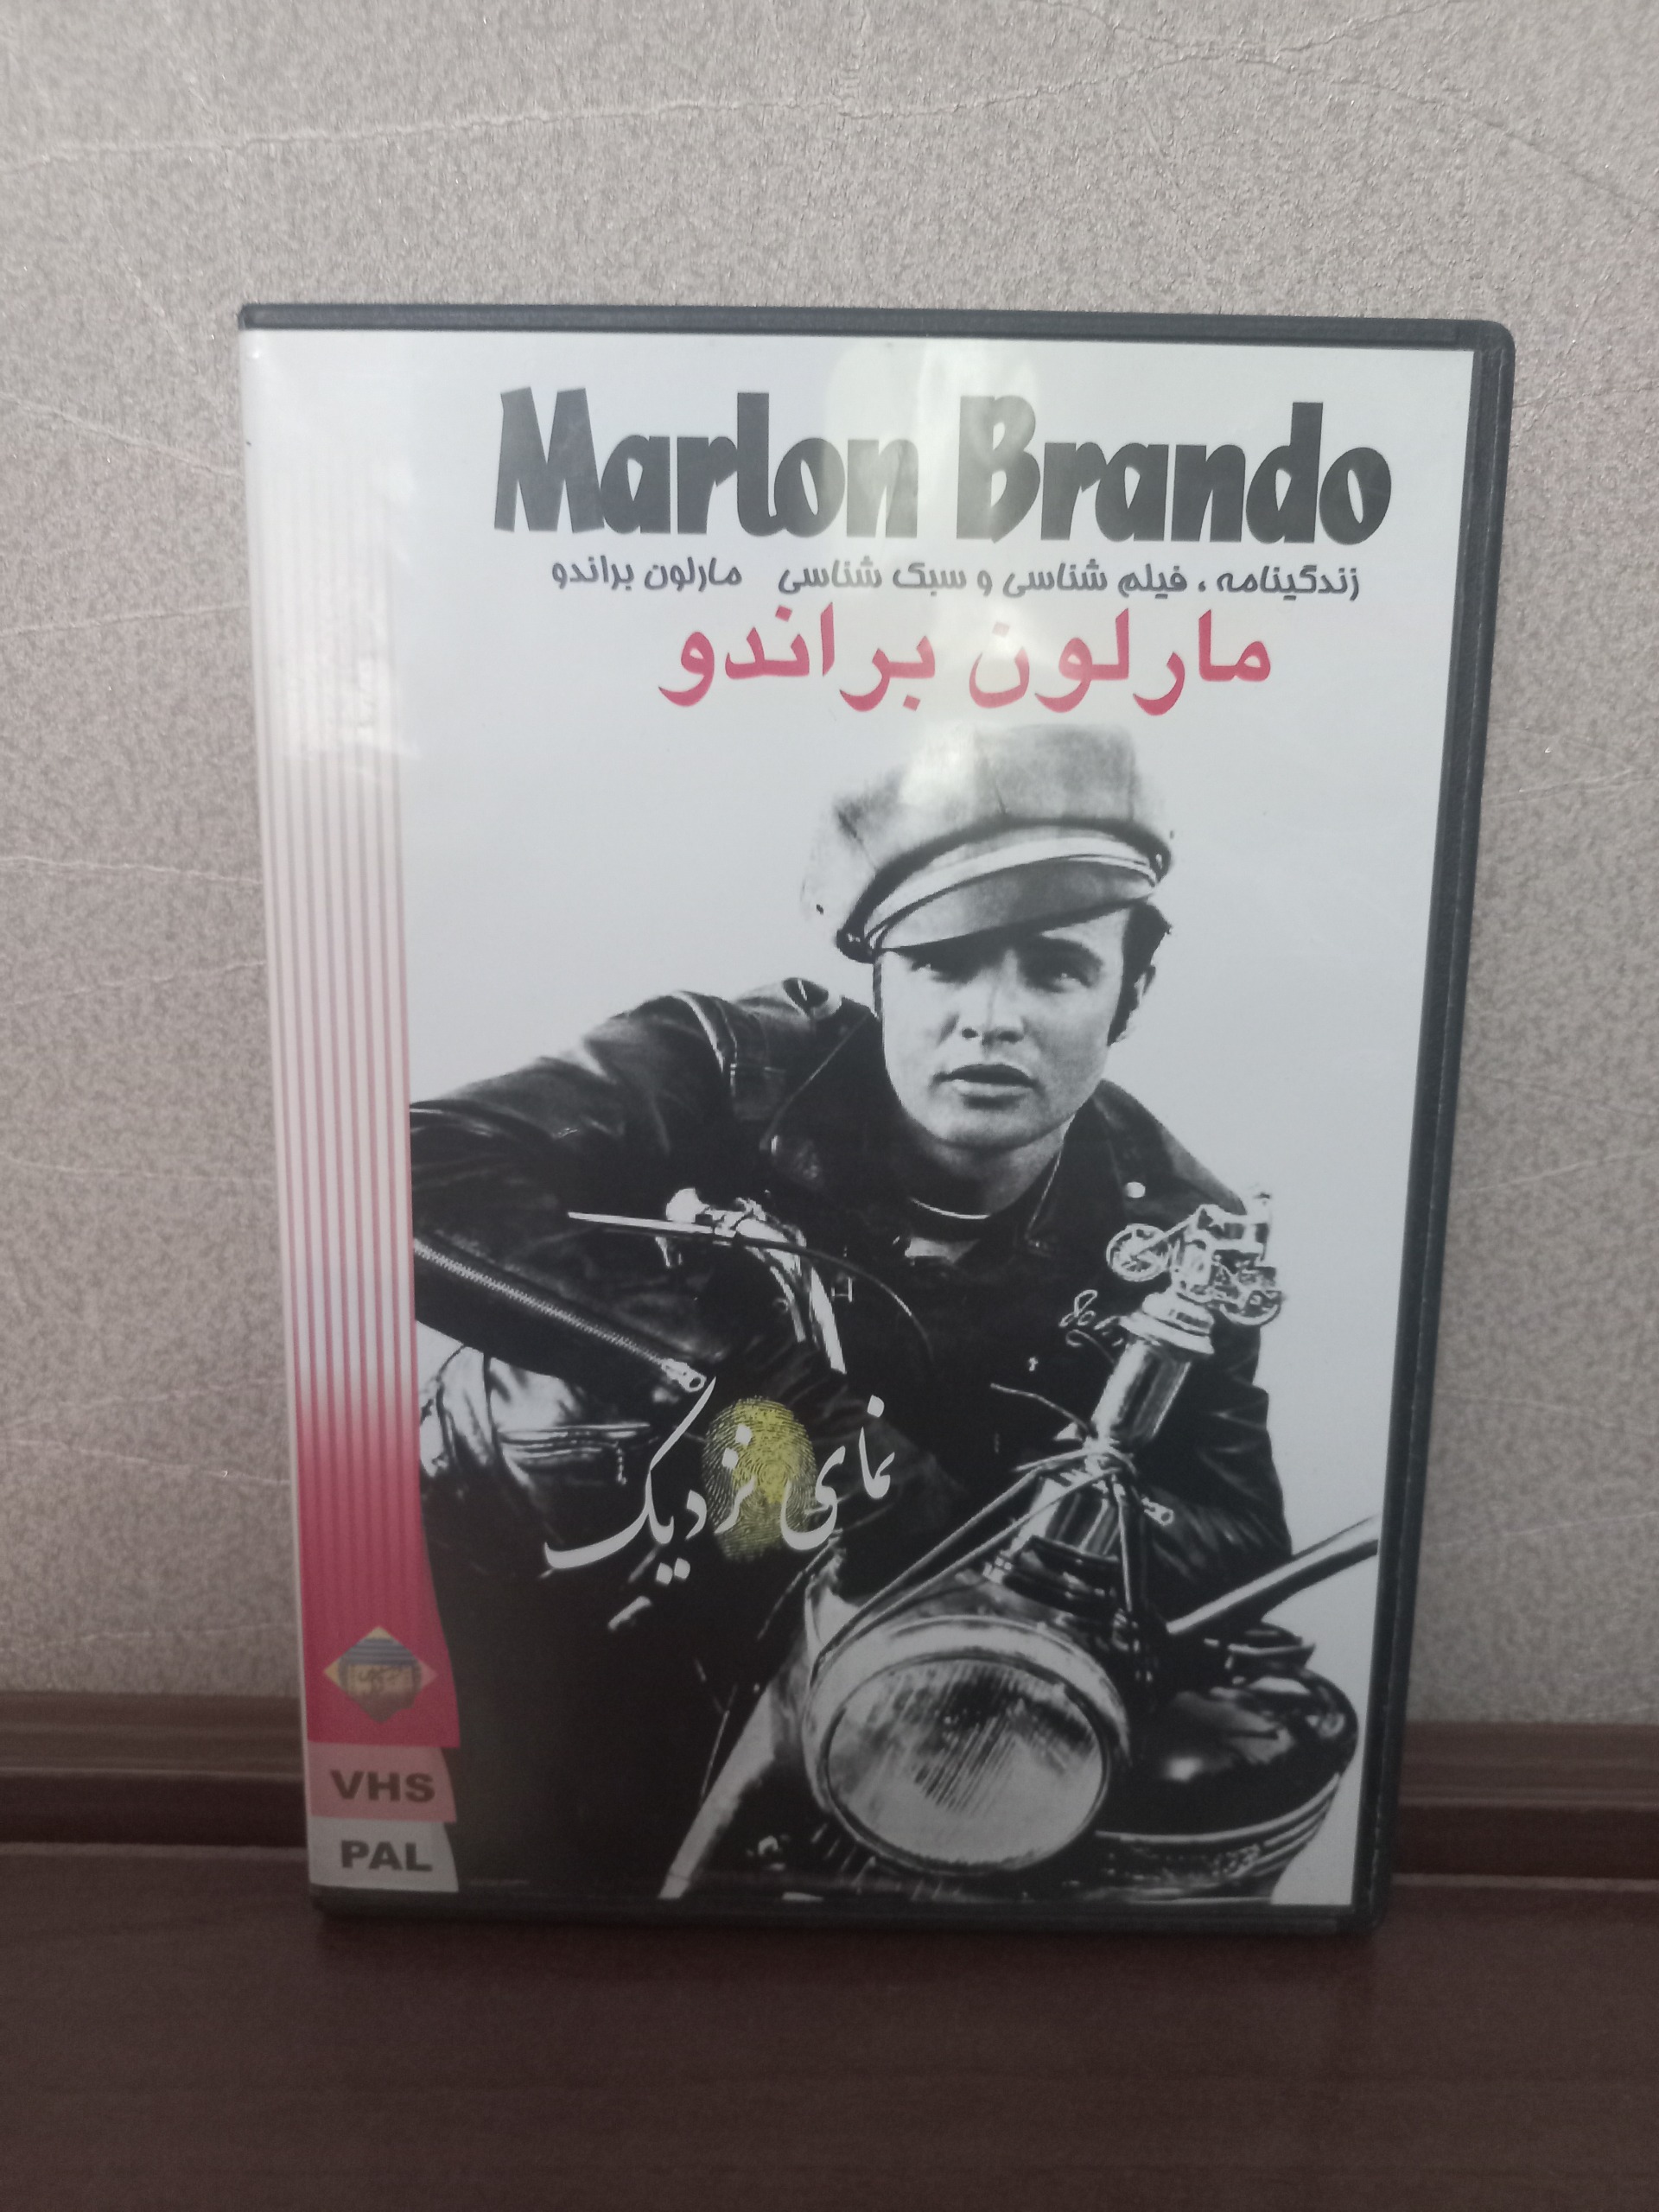 Marlon Brando
زندگینامه ، فیلم شناسی و سبک شناسی مارلون براندو
مارلون براندو
نمای نزدیک
VHS
PAL